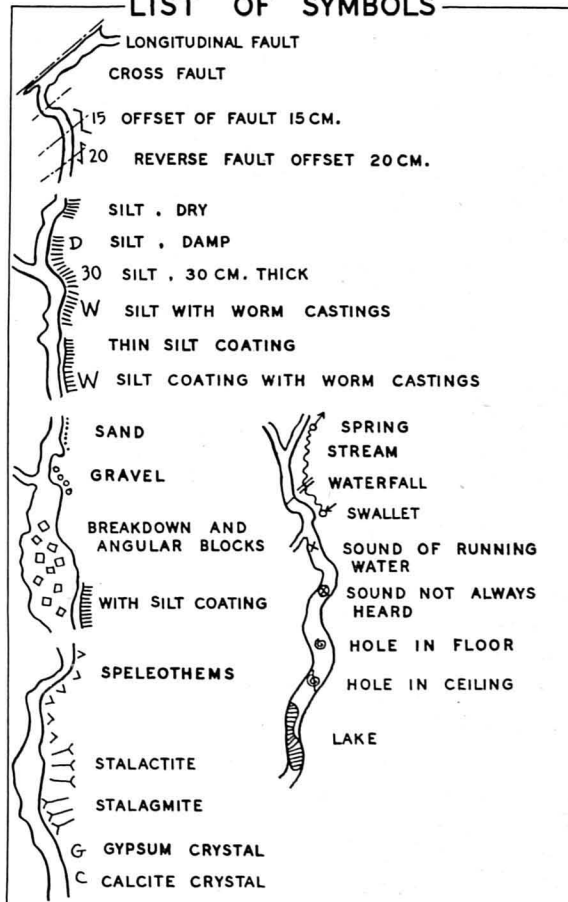 LIST OF SYMBOLS
LONGITUDINAL FAULT
CROSS FAULT
15 OFFSET OF FAULT 15 CM.
20 REVERSE FAULT OFFSET 20 CM.
SILT , DRY
D SILT , DAMP
30 SILT , 30 CM. THICK
W SILT WITH WORM CASTINGS
THIN SILT COATING
W SILT COATING WITH WORM CASTINGS
SAND
GRAVEL
BREAKDOWN AND
ANGULAR BLOCKS
WITH SILT COATING
SPELEOTHEMS
STALACTITE
STALAGMITE
G GYPSUM CRYSTAL
C CALCITE CRYSTAL
SPRING
STREAM
WATERFALL
SWALLET
SOUND OF RUNNING
WATER
SOUND NOT ALWAYS
HEARD
HOLE IN FLOOR
HOLE IN CEILING
LAKE